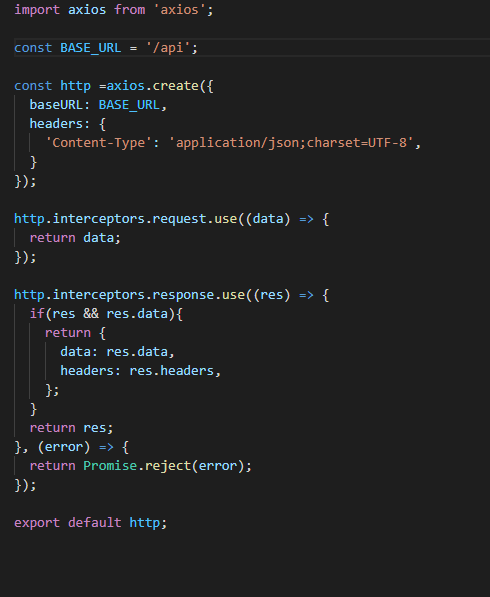 import axios from 'axios';
const BASE_URL = '/api';
const http =axios.create({
  baseURL: BASE_URL,
  headers: {
    'Content-Type': 'application/json;charset=UTF-8',
  }
});
http.interceptors.request.use((data) => {
  return data;
});
http.interceptors.response.use((res) => {
  if(res && res.data){
    return {
      data: res.data,
      headers: res.headers,
    };
  }
  return res;
}, (error) => {
  return Promise.reject(error);
});
export default http;